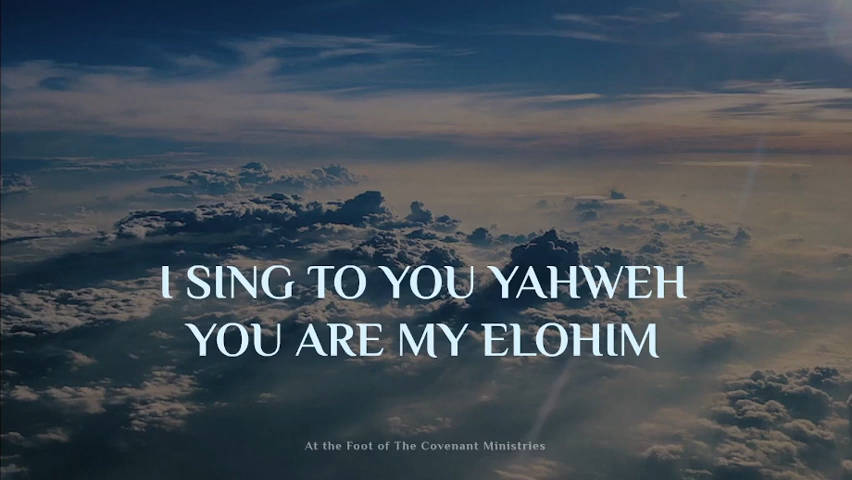 I SING TO YOU YAHWEH
YOU ARE MY ELOHIM
At the Foot of The Covenant Ministries